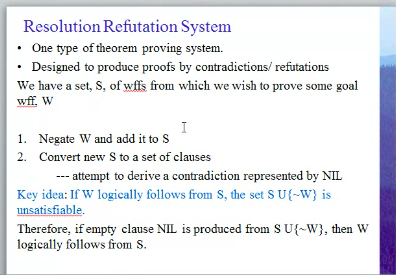 Resolution Refutation System
• One type of theorem proving system.
• Designed to produce proofs by contradictions/ refutations
We have a set, S, of wffs from which we wish to prove some goal
wff. W
1. Negate W and add it to S
2. Convert new S to a set of clauses
--- attempt to derive a contradiction represented by NIL
Key idea: If W logically follows from S, the set S U{~W} is
unsatisfiable.
Therefore, if empty clause NIL is produced from S U{~W}, then W
logically follows from S.